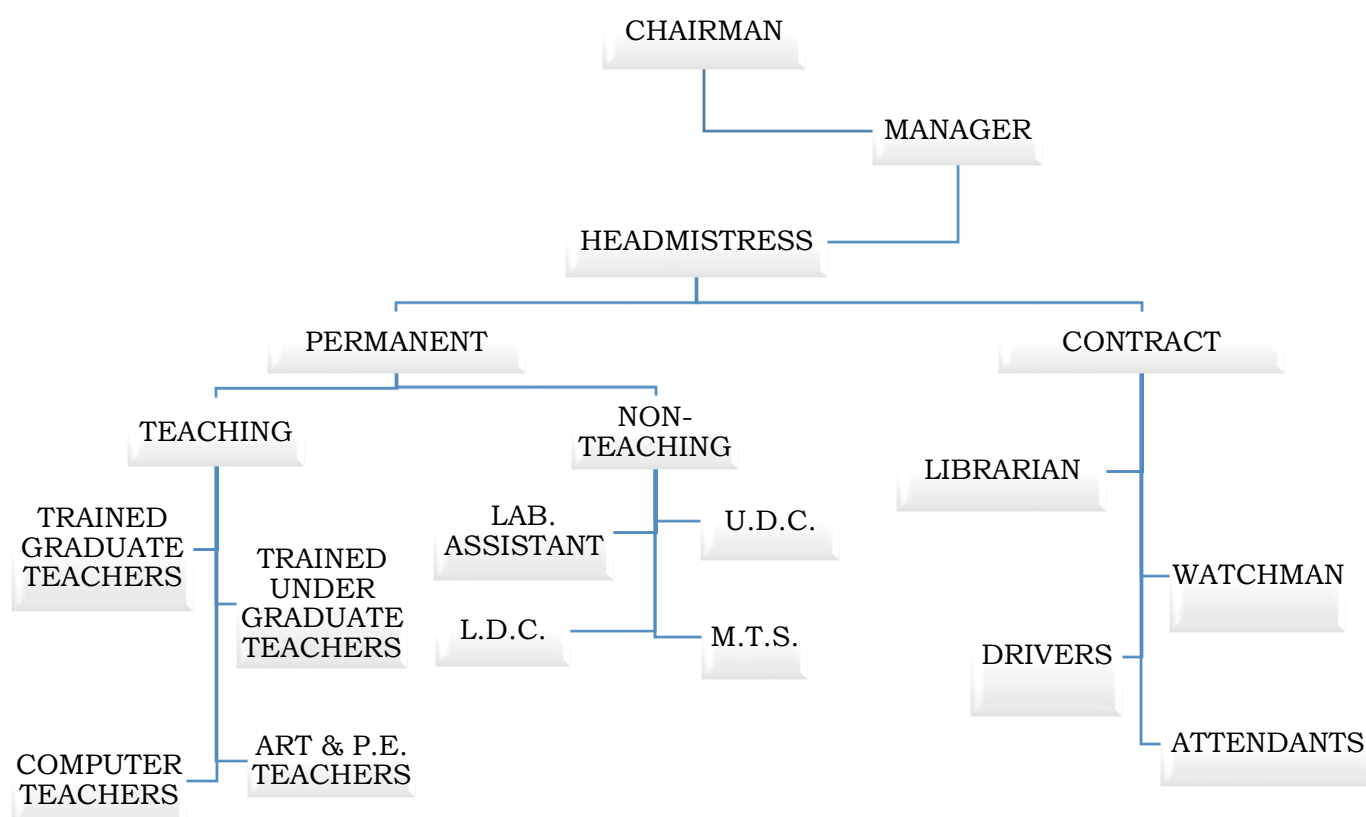 CHAIRMAN
MANAGER
HEADMISTRESS
PERMANENT
CONTRACT
TEACHING
NON-
TEACHING
TRAINED
GRADUATE
TEACHERS
TRAINED
UNDER
GRADUATE
TEACHERS
COMPUTER
TEACHERS
ART & P.E.
TEACHERS
LAB.
ASSISTANT
U.D.C.
L.D.C.
M.T.S.
LIBRARIAN
WATCHMAN
DRIVERS
ATTENDANTS